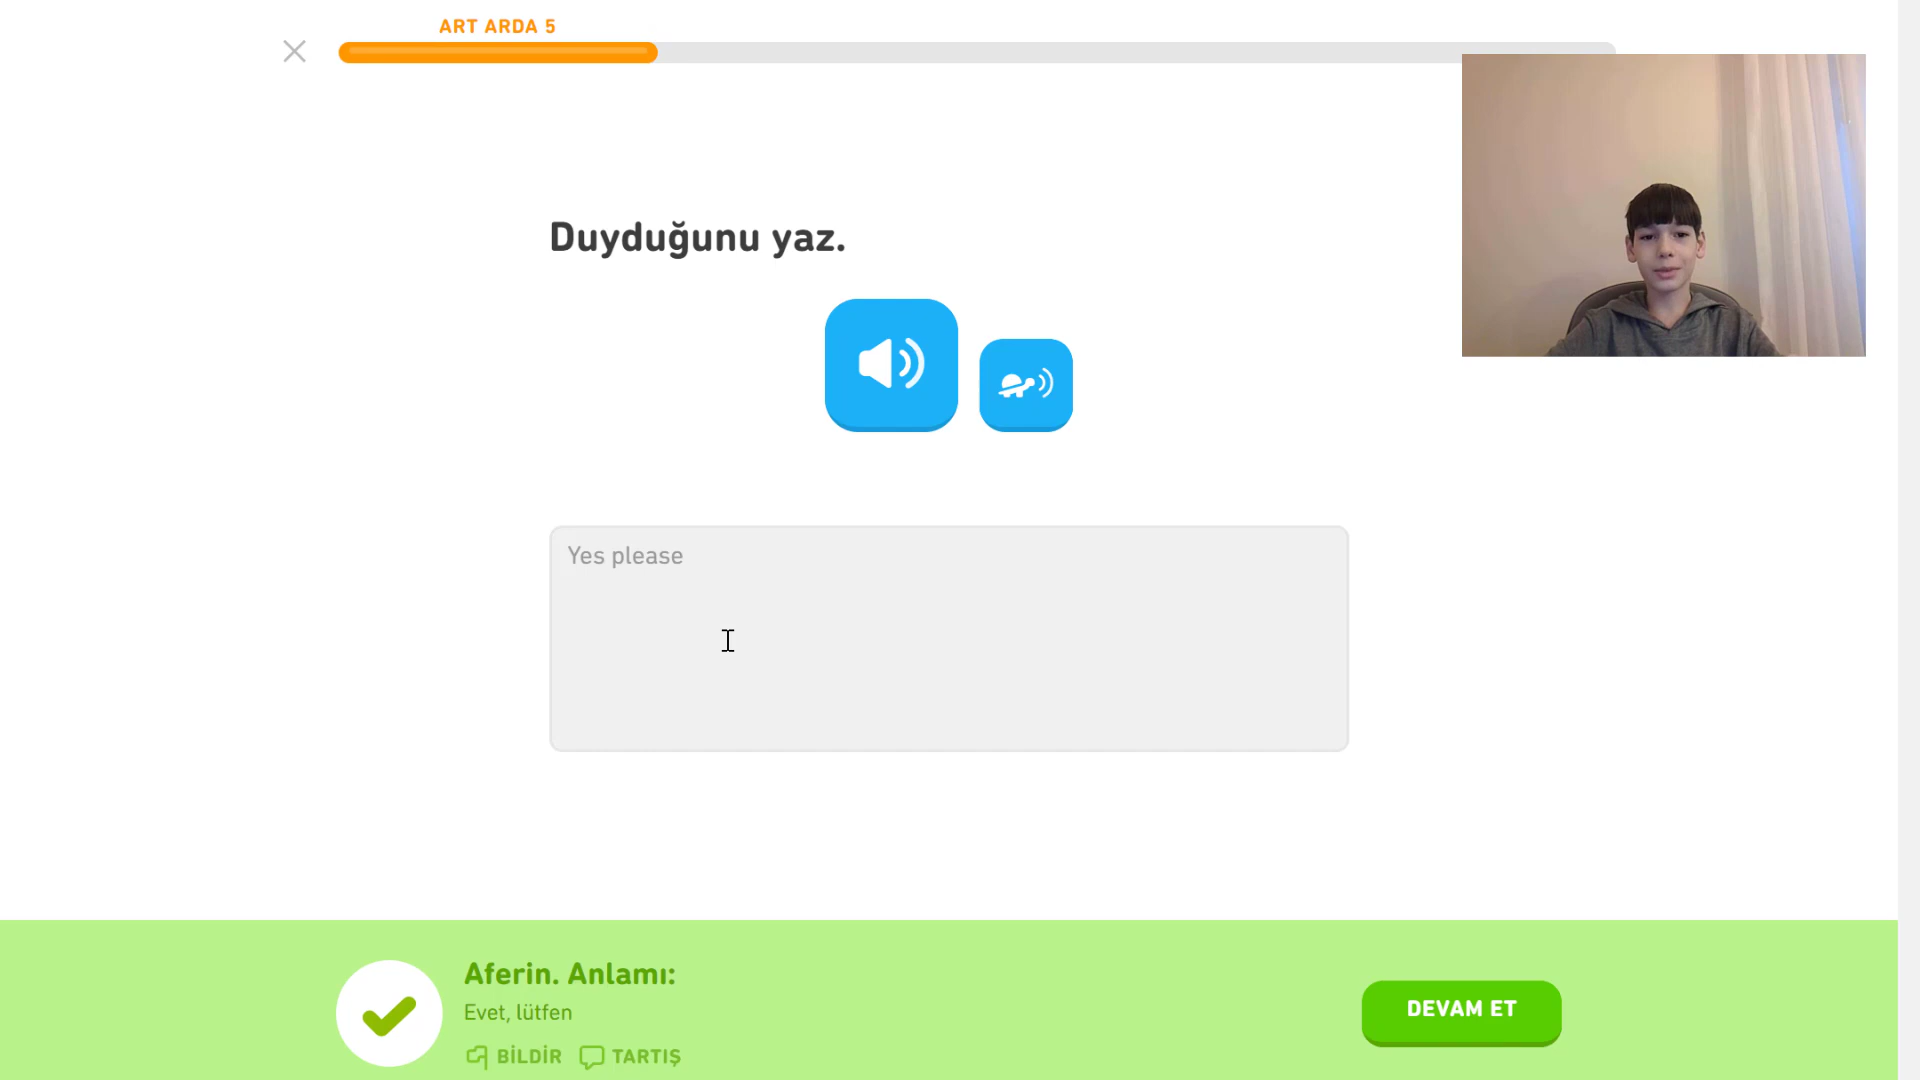 ART ARDA 5
Duyduğunu yaz.
Yes please
Aferin. Anlamı:
Evet, lütfen
BİLDİR TARTIŞ
DEVAM ET